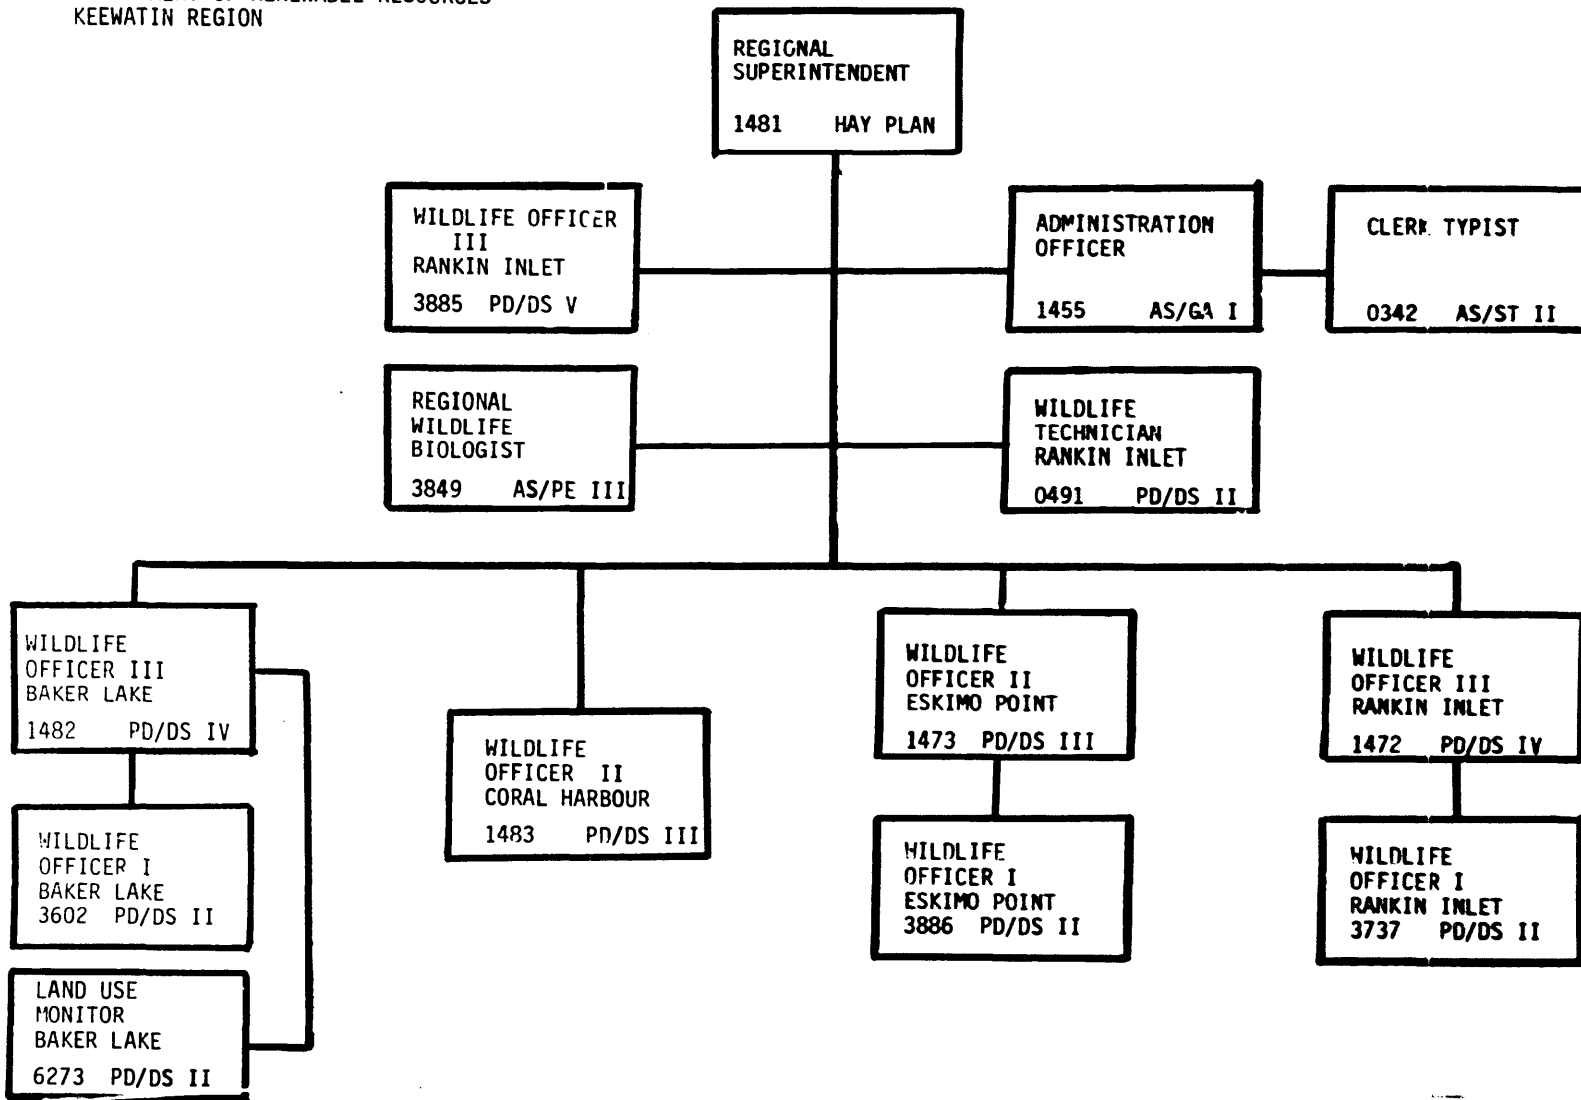 KEEWATIN REGION
REGIONAL
SUPERINTENDENT
1481 HAY PLAN
WILDLIFE OFFICER
III
RANKIN INLET
3885 PD/DS V
ADMINISTRATION
OFFICER
1455 AS/GA I
CLERK TYPIST
0342 AS/ST II
REGIONAL
WILDLIFE
BIOLOGIST
3849 AS/PE III
WILDLIFE
TECHNICIAN
RANKIN INLET
0491 PD/DS II
WILDLIFE
OFFICER III
BAKER LAKE
1482 PD/DS IV
WILDLIFE
OFFICER II
CORAL HARBOUR
1483 PD/DS III
WILDLIFE
OFFICER II
ESKIMO POINT
1473 PD/DS III
WILDLIFE
OFFICER III
RANKIN INLET
1472 PD/DS IV
WILDLIFE
OFFICER I
BAKER LAKE
3602 PD/DS II
WILDLIFE
OFFICER I
ESKIMO POINT
3886 PD/DS II
WILDLIFE
OFFICER I
RANKIN INLET
3737 PD/DS II
LAND USE
MONITOR
BAKER LAKE
6273 PD/DS II